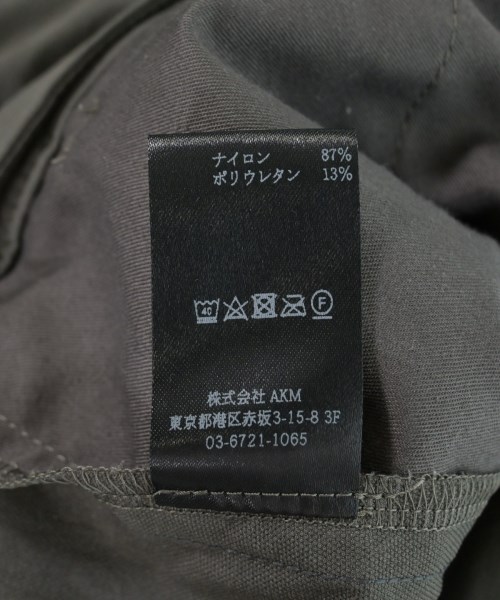 ナイロン 87%
ポリウレタン 13%
40 F
株式会社 AKM
東京都港区赤坂3-15-8 3F
03-6721-1065